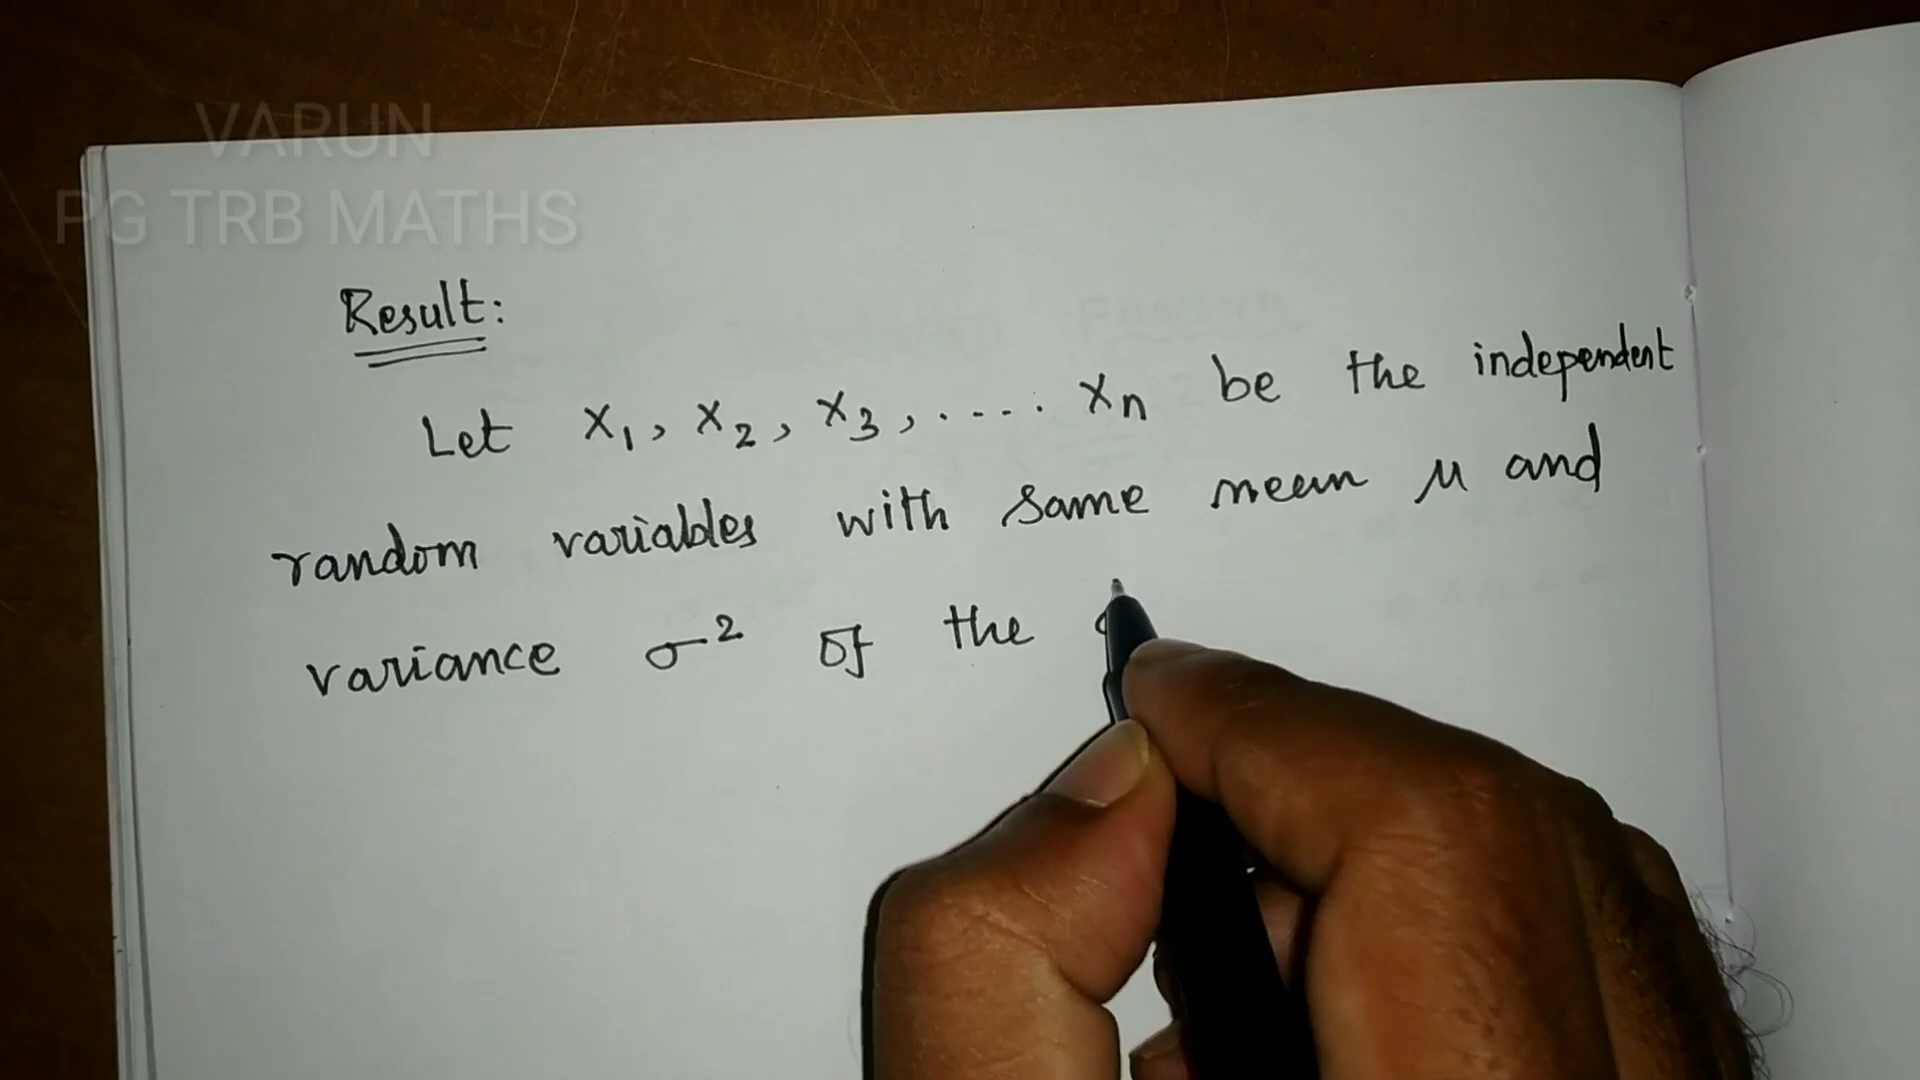 VARUN
PG TRB MATHS
Result:
Let X₁, X₂, X₃, .... Xₙ be the independent
random variables with same mean μ and
variance σ² of the